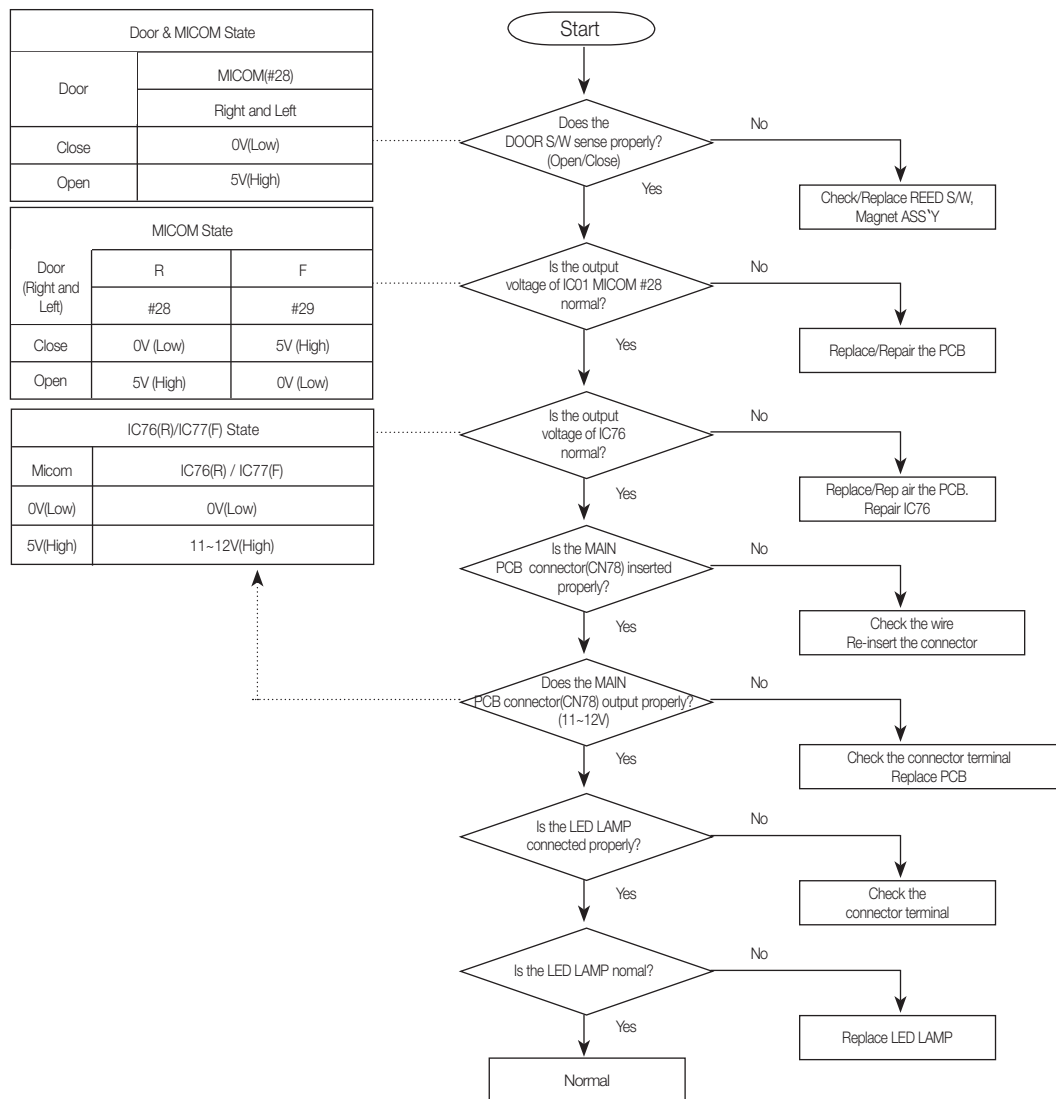 Door & MICOM State
Door
MICOM(#28)
Right and Left
Close
0V(Low)
Open
5V(High)
MICOM State
Door
(Right and
Left)
R
F
#28
#29
Close
0V (Low)
5V (High)
Open
5V (High)
0V (Low)
IC76(R)/IC77(F) State
Micom
IC76(R) / IC77(F)
0V(Low)
0V(Low)
5V(High)
11~12V(High)
Start
Does the
DOOR S/W sense properly?
(Open/Close)
No
Yes
Check/Replace REED S/W,
Magnet ASS`Y
Is the output
voltage of IC01 MICOM #28
normal?
No
Yes
Replace/Repair the PCB
Is the output
voltage of IC76
normal?
No
Yes
Replace/Rep air the PCB.
Repair IC76
Is the MAIN
PCB connector(CN78) inserted
properly?
No
Yes
Check the wire
Re-insert the connector
Does the MAIN
PCB connector(CN78) output properly?
(11~12V)
No
Yes
Check the connector terminal
Replace PCB
Is the LED LAMP
connected properly?
No
Yes
Check the
connector terminal
Is the LED LAMP nomal?
No
Yes
Replace LED LAMP
Normal